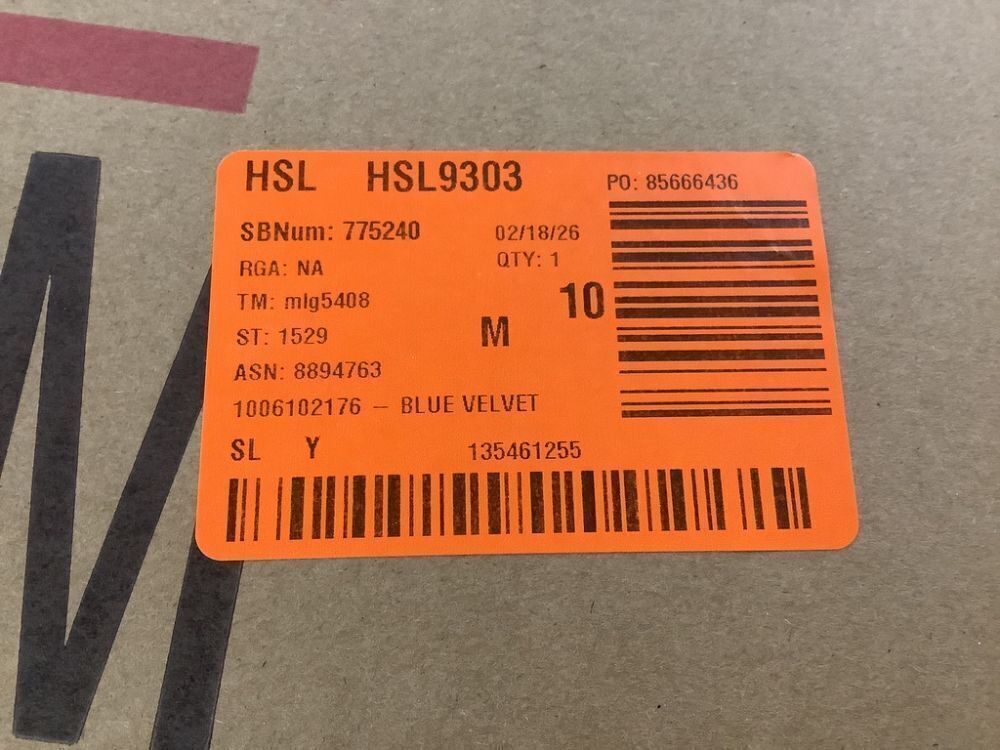 HSL HSL9303
PO: 85666436
SBNum: 775240 02/18/26
RGA: NA QTY: 1
TM: mlg5408 10
ST: 1529 M
ASN: 8894763
1006102176 – BLUE VELVET
SL Y 135461255